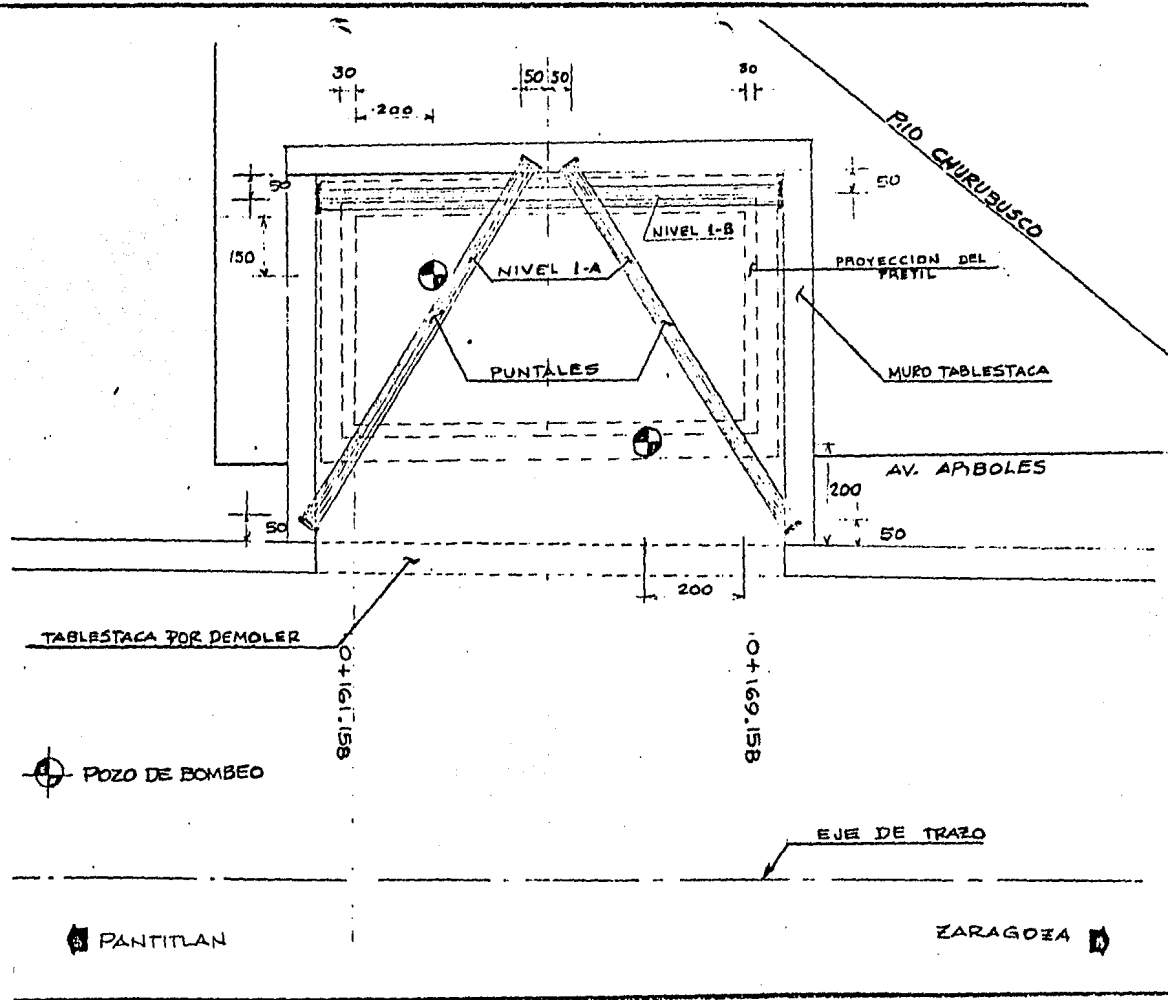 30
50 50
30
200
RIO CHURUBUSCO
50
50
NIVEL 1-B
150
NIVEL 1-A
PROYECCION DEL
PRETIL
PUNTALES
MURO TABLESTACA
AV. ARBOLES
200
50
50
200
TABLESTACA POR DEMOLER
0+161.158
0+169.158
POZO DE BOMBEO
EJE DE TRAZO
PANTITLAN
ZARAGOZA